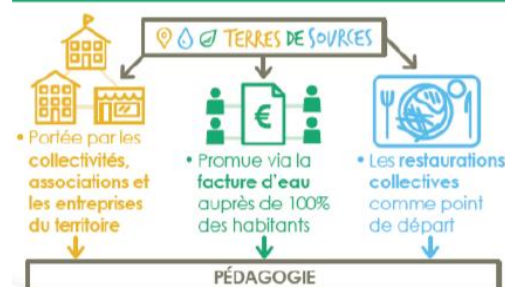 TERRES DE SOURCES
€
• Portée par les
collectivités,
associations et
les entreprises
du territoire
• Promue via la
facture d'eau
auprès de 100%
des habitants
• Les restaurations
collectives
comme point
de départ
PÉDAGOGIE